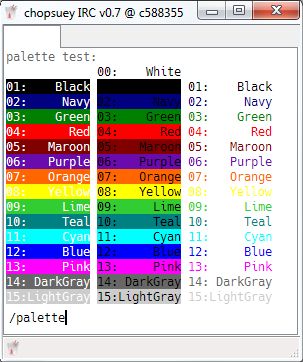 chopsuey IRC v0.7 @ c588355
palette test:
00: White
01: Black 01: Black
02: Navy 02: Navy 02: Navy
03: Green 03: Green 03: Green
04: Red 04: Red 04: Red
05: Maroon 05: Maroon 05: Maroon
06: Purple 06: Purple 06: Purple
07: Orange 07: Orange 07: Orange
08: Yellow 08: Yellow 08: Yellow
09: Lime 09: Lime 09: Lime
10: Teal 10: Teal 10: Teal
11: Cyan 11: Cyan 11: Cyan
12: Blue 12: Blue 12: Blue
13: Pink 13: Pink 13: Pink
14: DarkGray 14: DarkGray 14: DarkGray
15:LightGray 15:LightGray 15:LightGray
/palette